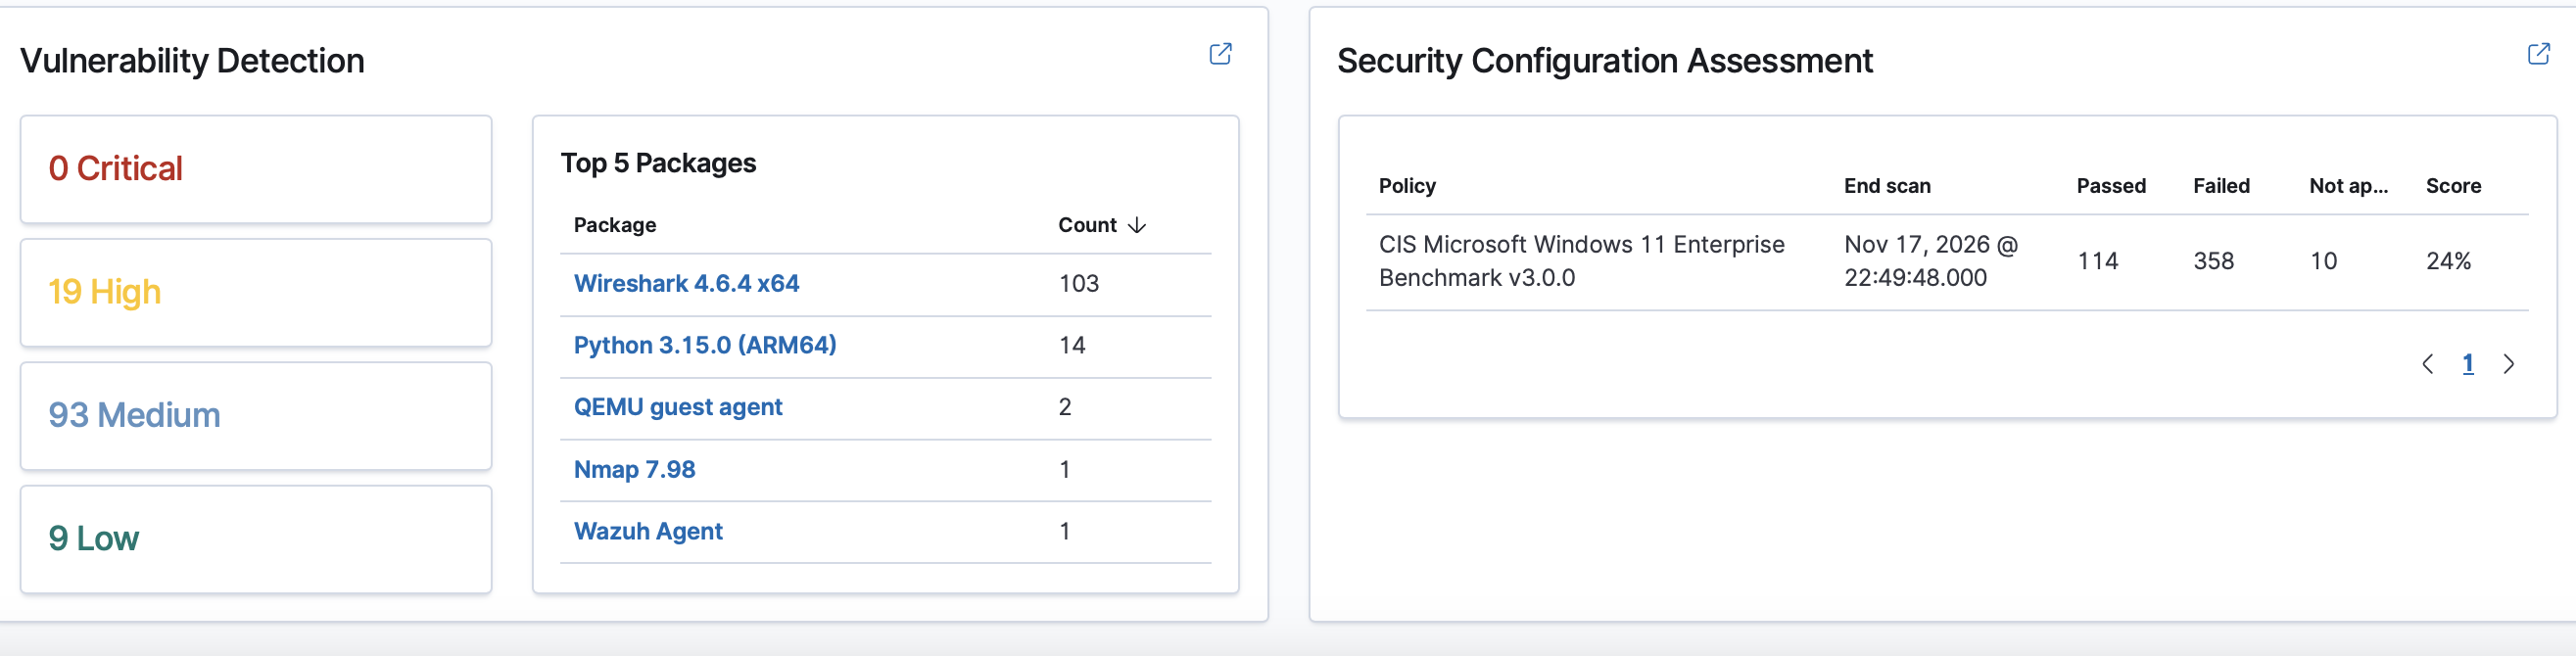 Vulnerability Detection
0 Critical
19 High
93 Medium
9 Low
Top 5 Packages
Package Count
Wireshark 4.6.4 x64 103
Python 3.15.0 (ARM64) 14
QEMU guest agent 2
Nmap 7.98 1
Wazuh Agent 1
Security Configuration Assessment
Policy End scan Passed Failed Not ap... Score
CIS Microsoft Windows 11 Enterprise Nov 17, 2026 @
Benchmark v3.0.0 22:49:48.000 114 358 10 24%
1